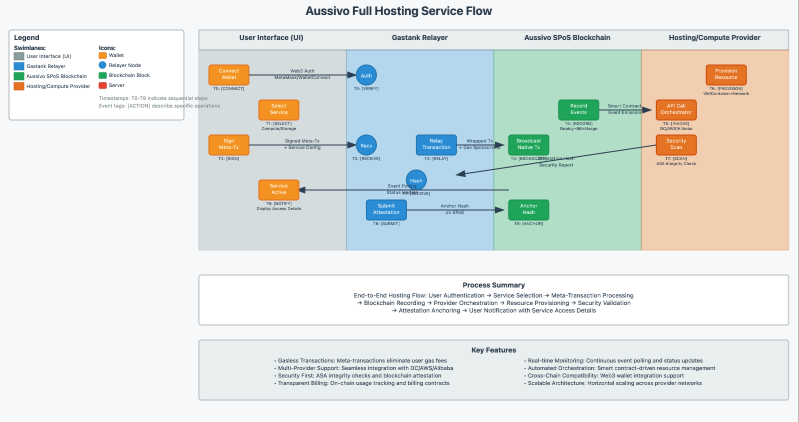 Aussivo Full Hosting Service Flow
Legend
Swimlanes:
User Interface (UI)
Gastank Relayer
Aussivo SPoS Blockchain
Hosting/Compute Provider
Icons:
Wallet
Relayer Node
Blockchain Block
Server
Timestamps: T0-T9 indicate sequential steps
Event tags: [ACTION] describe specific operations
User Interface (UI)
Gastank Relayer
Aussivo SPoS Blockchain
Hosting/Compute Provider
Connect
Wallet
T0: [CONNECT]
Web3 Auth
MetaMask/WalletConnect
Auth
T0: [VERIFY]
Provision
Resource
T6: [PROVISION]
VM/Container+Network
Select
Service
T1: [SELECT]
Compute/Storage
Record
Events
Deploy+Bill+Usage
Smart Contract
Event Emission
API Call
Orchestrator
DC/AWS/Alibaba
Sign
Meta-Tx
T2: [SIGN]
Signed Meta-Tx
+ Service Config
Recv
T2: [RECEIVE]
Relay
Transaction
T3: [RELAY]
Wrapped Tx
+ Gas Sponsorship
Broadcast
Native Tx
Security Report
Security
Scan
T7: [SCAN]
ASA Integrity Check
Hash
Service
Active
T9: [NOTIFY]
Display Access Details
Event Polling
Status Update
Submit
Attestation
T8: [SUBMIT]
Anchor Hash
on SPoS
Anchor
Hash
T8: [ANCHOR]
Process Summary
End-to-End Hosting Flow: User Authentication → Service Selection → Meta-Transaction Processing
→ Blockchain Recording → Provider Orchestration → Resource Provisioning → Security Validation
→ Attestation Anchoring → User Notification with Service Access Details
Key Features
• Gasless Transactions: Meta-transactions eliminate user gas fees
• Multi-Provider Support: Seamless integration with DC/AWS/Alibaba
• Security First: ASA integrity checks and blockchain attestation
• Transparent Billing: On-chain usage tracking and billing contracts
• Real-time Monitoring: Continuous event polling and status updates
• Automated Orchestration: Smart contract-driven resource management
• Cross-Chain Compatibility: Web3 wallet integration support
• Scalable Architecture: Horizontal scaling across provider networks